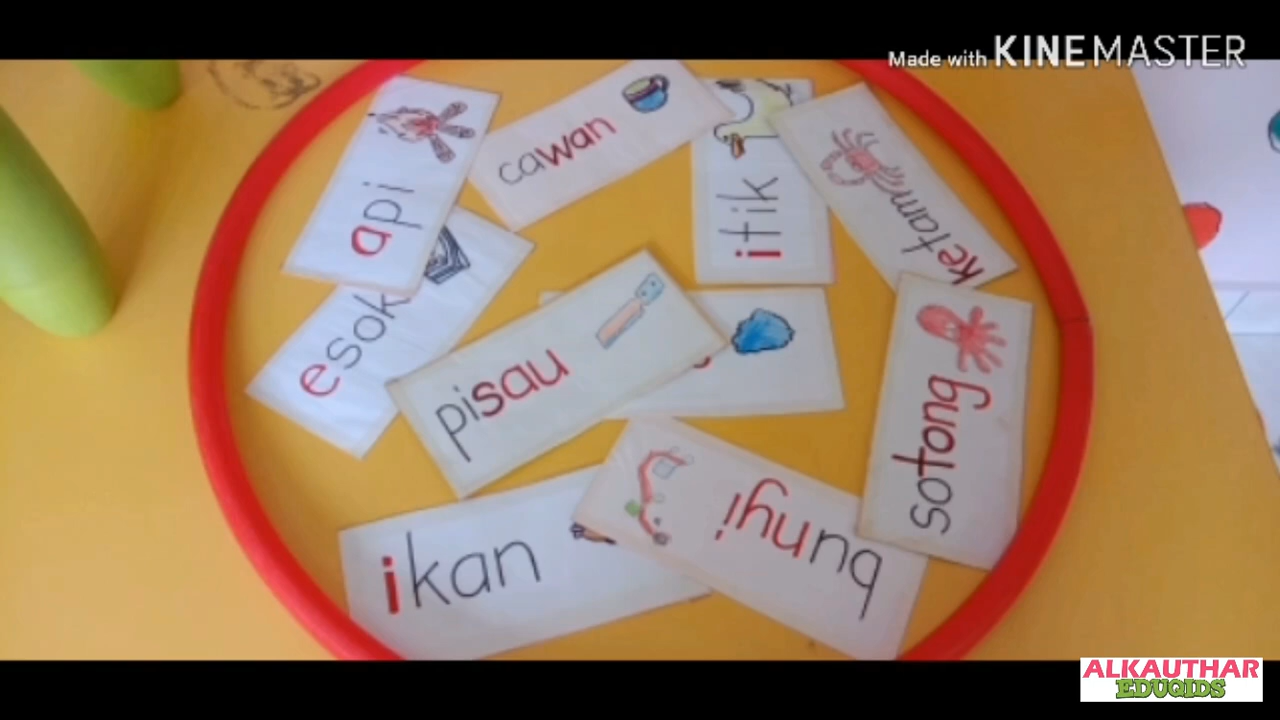 Made with KINEMASTER
api
cawan
itik
ketam
esok
pisau
sotong
ikan
bunyi
ALKAUTHAR
EDUQIDS